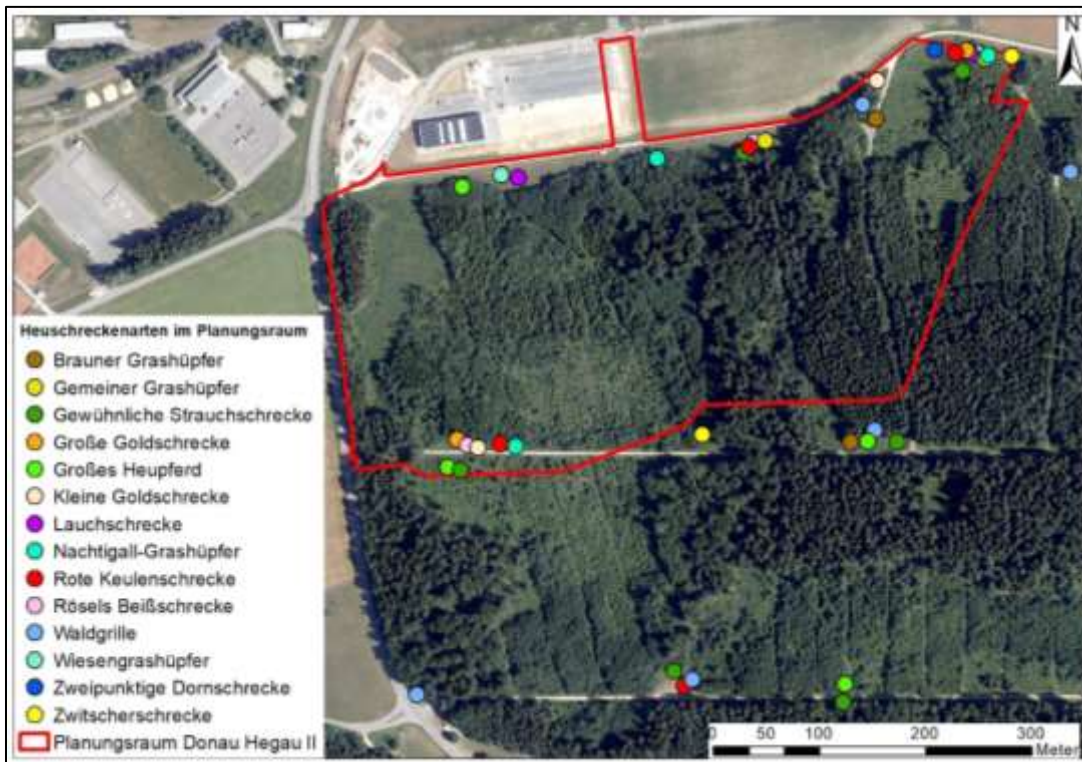 N
Heuschreckenarten im Planungsraum
Brauner Grashüpfer
Gemeiner Grashüpfer
Gewühnliche Strauchschrecke
Große Goldschrecke
Großes Heupferd
Kleine Goldschrecke
Lauchschrecke
Nachtigall-Grashüpfer
Rote Keulenschrecke
Rösels Beißschrecke
Waldgrille
Wiesengrashüpfer
Zweipunktige Dornschrecke
Zwitscherschrecke
Planungsraum Donau Hegau II
0 50 100 200 300
Meter